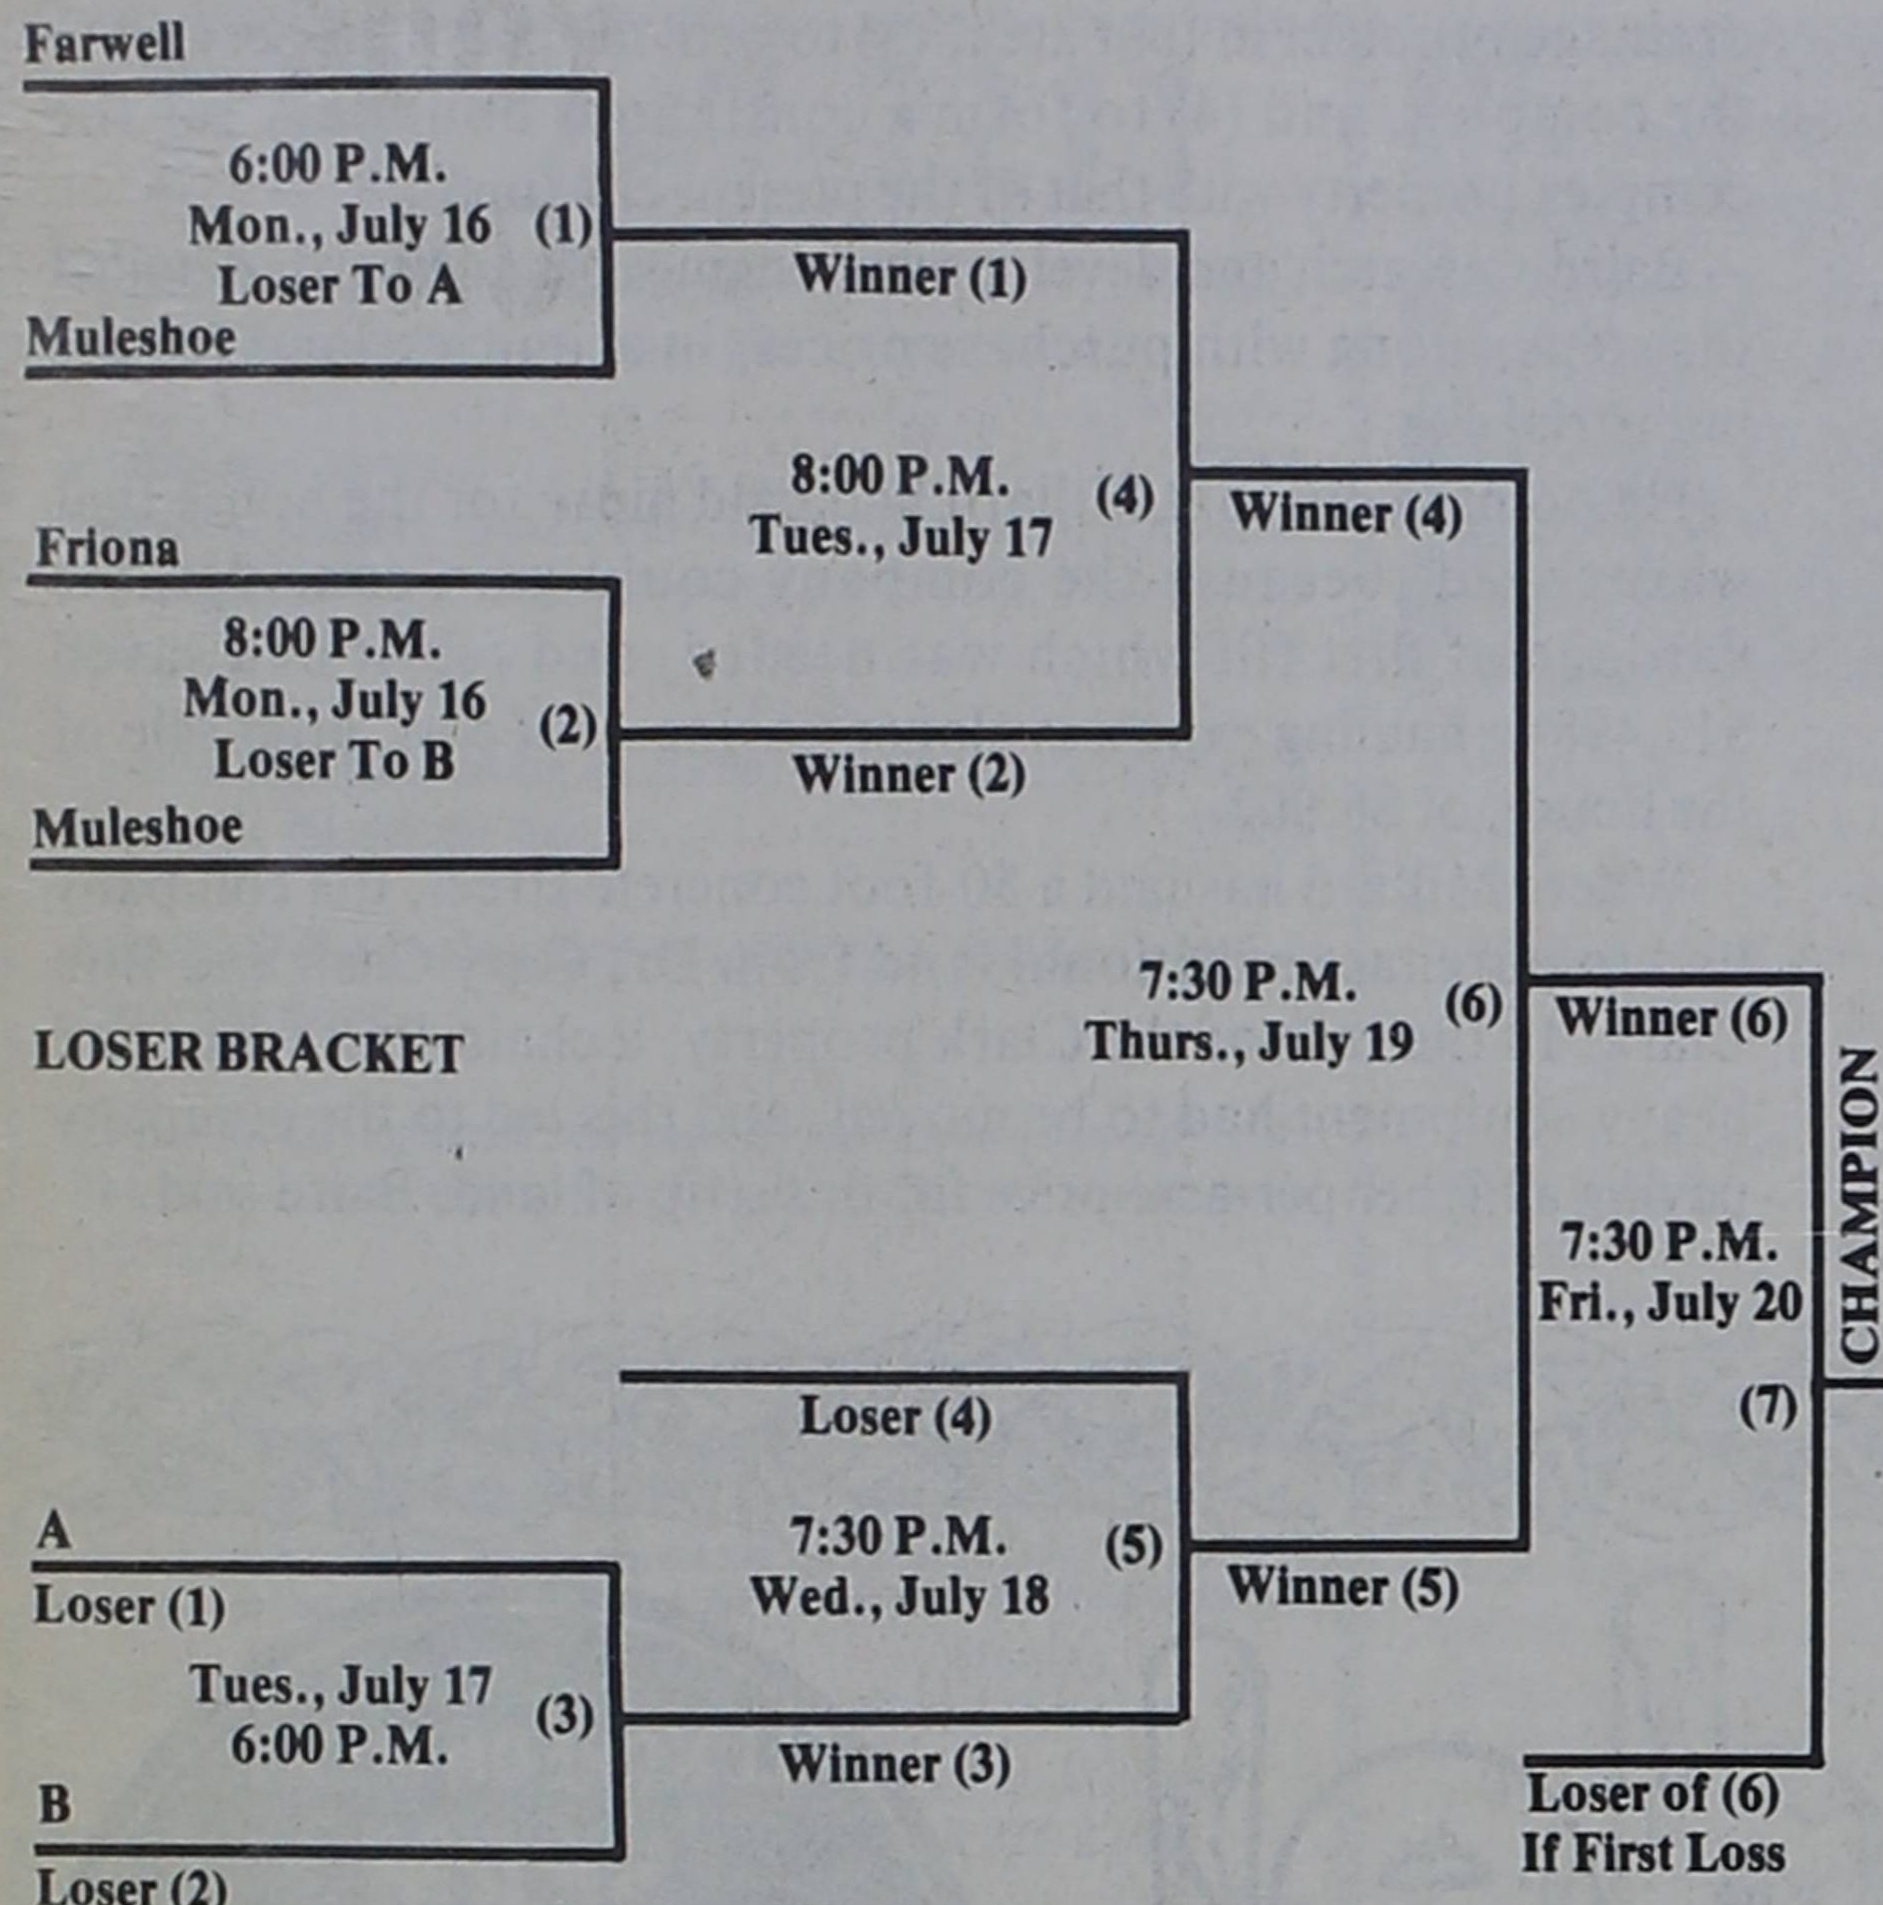 Farwell
6:00 P.M.
Mon., July 16 (1)
Loser To A
Muleshoe
Winner (1)
8:00 P.M.
Tues., July 17 (4)
Winner (4)
Friona
8:00 P.M.
Mon., July 16 (2)
Loser To B
Muleshoe
Winner (2)
7:30 P.M.
Thurs., July 19 (6)
Winner (6)
LOSER BRACKET
CHAMPION
7:30 P.M.
Fri., July 20
(7)
Loser (4)
7:30 P.M.
Wed., July 18 (5)
Winner (5)
A
Loser (1)
Tues., July 17
6:00 P.M. (3)
B
Loser (2)
Winner (3)
Loser of (6)
If First Loss